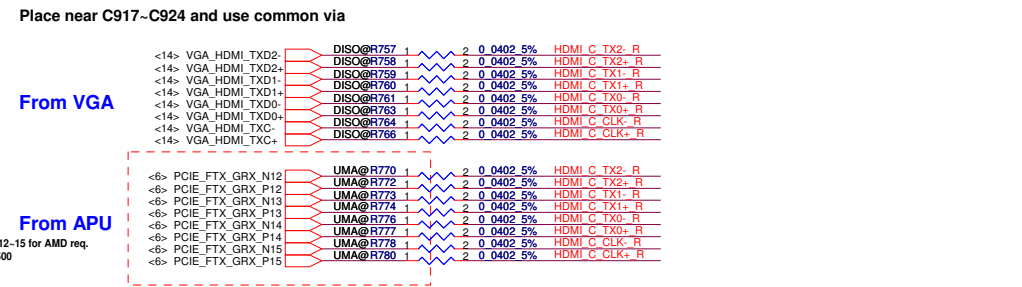 Place near C917~C924 and use common via
<14> VGA_HDMI_TXD2- DISO@R757 1 2 0_0402_5% HDMI_C_TX2-_R
<14> VGA_HDMI_TXD2+ DISO@R758 1 2 0_0402_5% HDMI_C_TX2+_R
<14> VGA_HDMI_TXD1- DISO@R759 1 2 0_0402_5% HDMI_C_TX1-_R
<14> VGA_HDMI_TXD1+ DISO@R760 1 2 0_0402_5% HDMI_C_TX1+_R
From VGA
<14> VGA_HDMI_TXD0- DISO@R761 1 2 0_0402_5% HDMI_C_TX0-_R
<14> VGA_HDMI_TXD0+ DISO@R763 1 2 0_0402_5% HDMI_C_TX0+_R
<14> VGA_HDMI_TXC- DISO@R764 1 2 0_0402_5% HDMI_C_CLK-_R
<14> VGA_HDMI_TXC+ DISO@R766 1 2 0_0402_5% HDMI_C_CLK+_R
<6> PCIE_FTX_GRX_N12 UMA@R770 1 2 0_0402_5% HDMI_C_TX2-_R
<6> PCIE_FTX_GRX_P12 UMA@R772 1 2 0_0402_5% HDMI_C_TX2+_R
<6> PCIE_FTX_GRX_N13 UMA@R773 1 2 0_0402_5% HDMI_C_TX1-_R
<6> PCIE_FTX_GRX_P13 UMA@R774 1 2 0_0402_5% HDMI_C_TX1+_R
From APU
<6> PCIE_FTX_GRX_N14 UMA@R776 1 2 0_0402_5% HDMI_C_TX0-_R
<6> PCIE_FTX_GRX_P14 UMA@R777 1 2 0_0402_5% HDMI_C_TX0+_R
12~15 for AMD req.
<6> PCIE_FTX_GRX_N15 UMA@R778 1 2 0_0402_5% HDMI_C_CLK-_R
<6> PCIE_FTX_GRX_P15 UMA@R780 1 2 0_0402_5% HDMI_C_CLK+_R